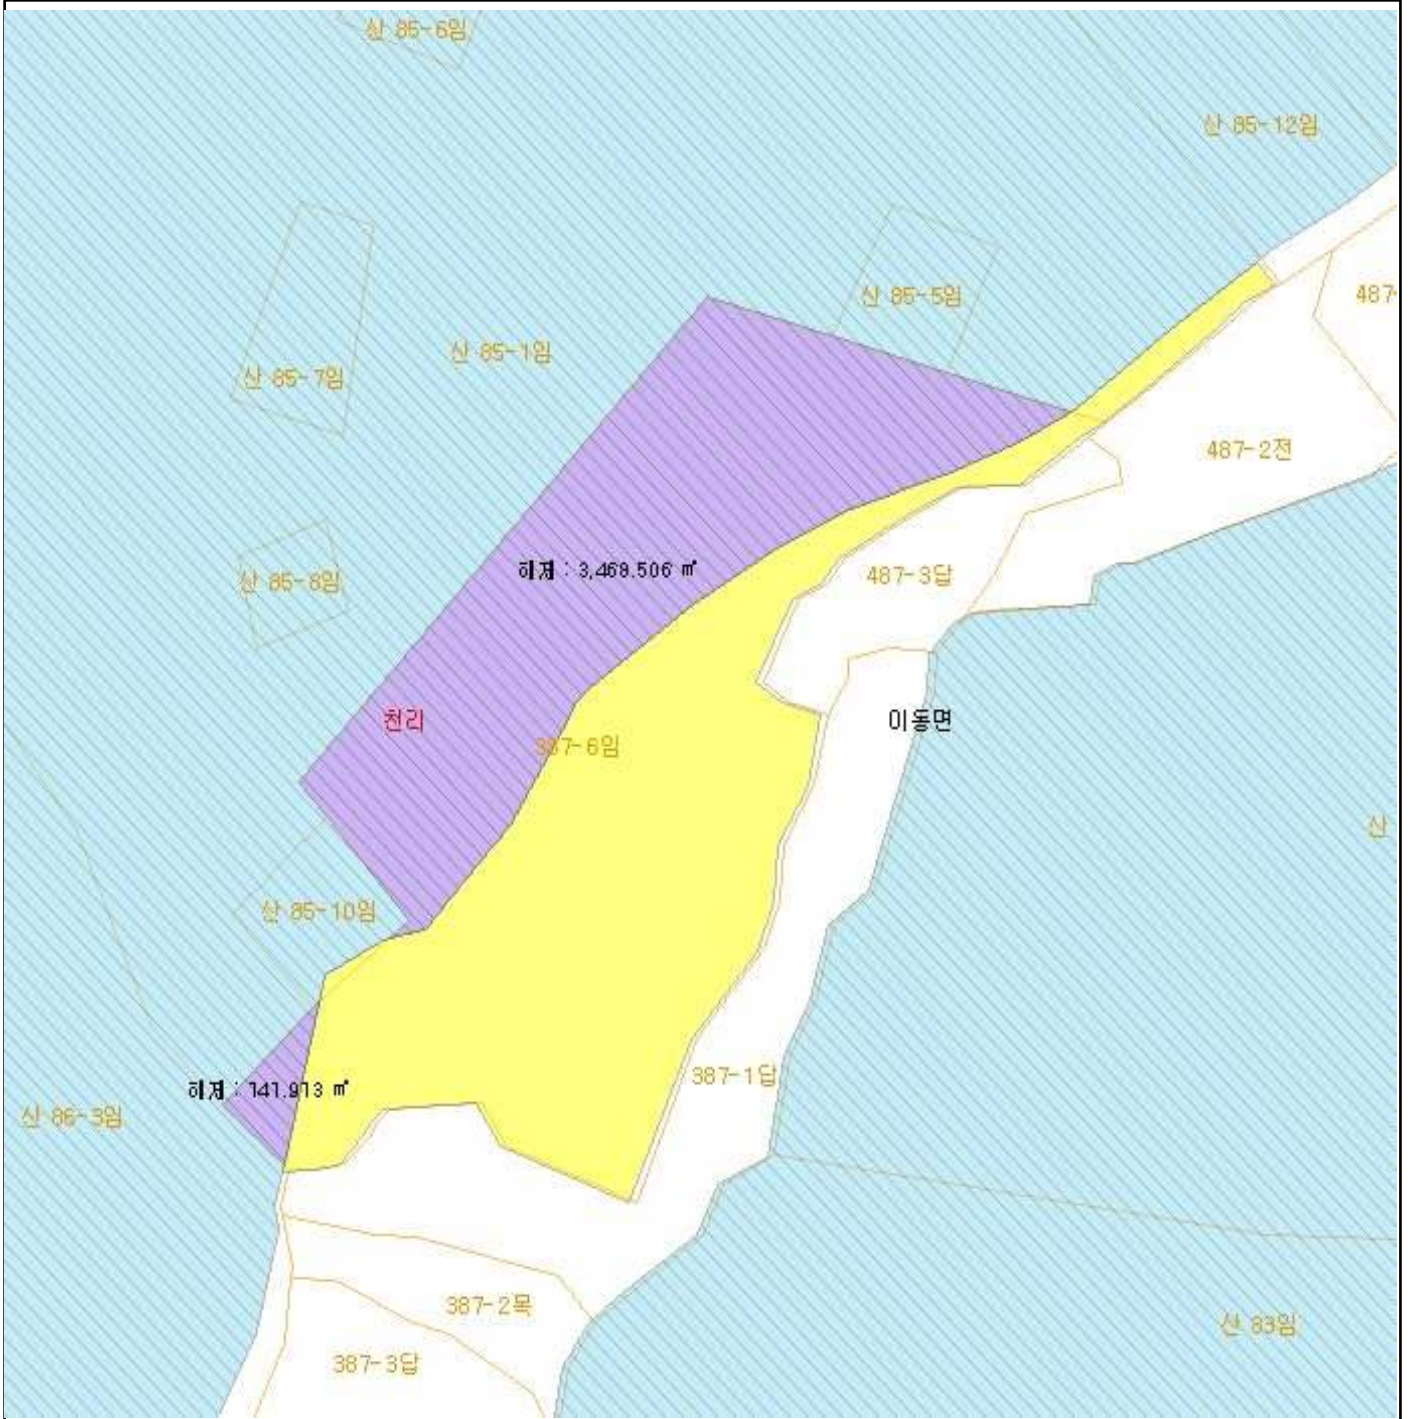 산 85-6임
산 85-12임
산 85-5임
487-
산 85-1임
산 85-7임
487-2전
해제 : 3,469.506 ㎡
487-3답
산 85-8임
천리
이동면
387-6임
산
산 85-10임
387-1답
해제 : 141.913 ㎡
산 86-3임
387-2목
산 83임
387-3답